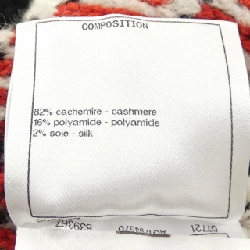 COMPOSITION
82% cachemire - cashmere
16% polyamide - polyamide
2% soie - silk